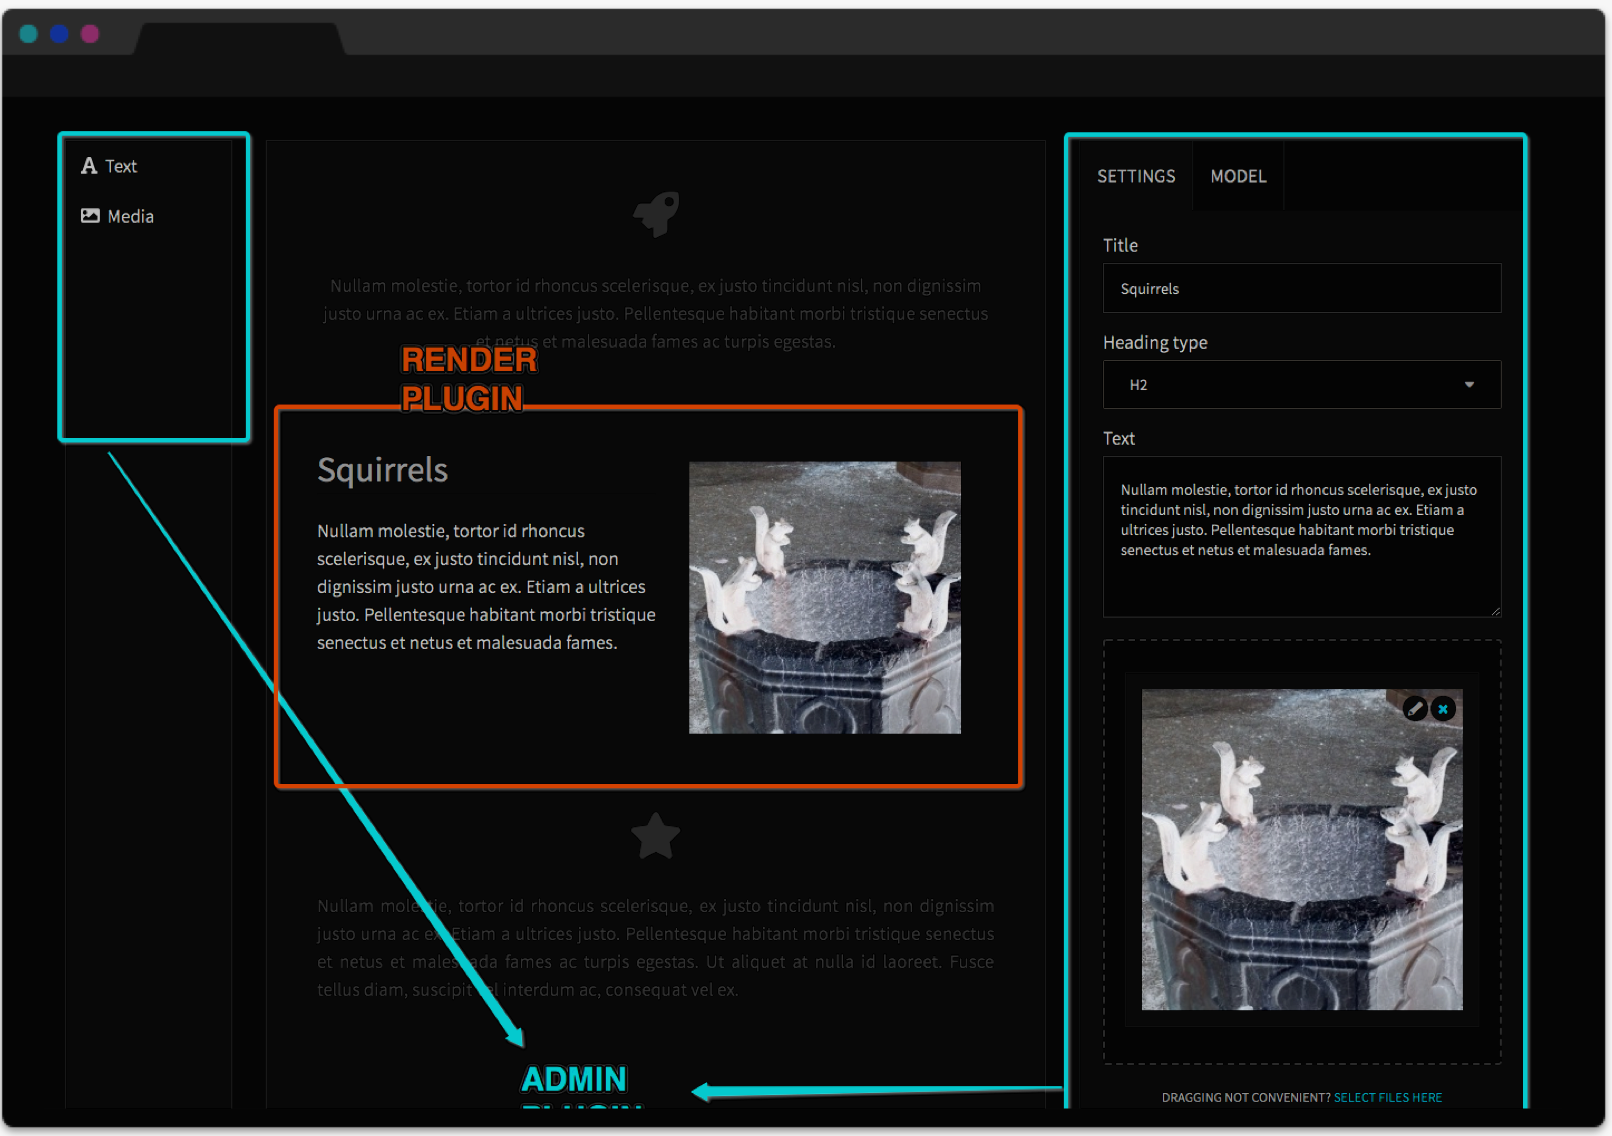 Text
Media
Nullam molestie, tortor id rhoncus scelerisque, ex justo tincidunt nisl, non dignissim
justo urna ac ex. Etiam a ultrices justo. Pellentesque habitant morbi tristique senectus
et netus et malesuada fames ac turpis egestas.
RENDER
PLUGIN
Squirrels
Nullam molestie, tortor id rhoncus
scelerisque, ex justo tincidunt nisl, non
dignissim justo urna ac ex. Etiam a ultrices
justo. Pellentesque habitant morbi tristique
senectus et netus et malesuada fames.
Nullam molestie, tortor id rhoncus scelerisque, ex justo tincidunt nisl, non dignissim
justo urna ac ex. Etiam a ultrices justo. Pellentesque habitant morbi tristique senectus
et netus et malesuada fames ac turpis egestas. Ut aliquet at nulla id laoreet. Fusce
tellus diam, suscipit vel interdum ac, consequat vel ex.
ADMIN
PLUGIN
SETTINGS
MODEL
Title
Squirrels
Heading type
H2
Text
Nullam molestie, tortor id rhoncus scelerisque, ex justo
tincidunt nisl, non dignissim justo urna ac ex. Etiam a
ultrices justo. Pellentesque habitant morbi tristique
senectus et netus et malesuada fames.
DRAGGING NOT CONVENIENT? SELECT FILES HERE